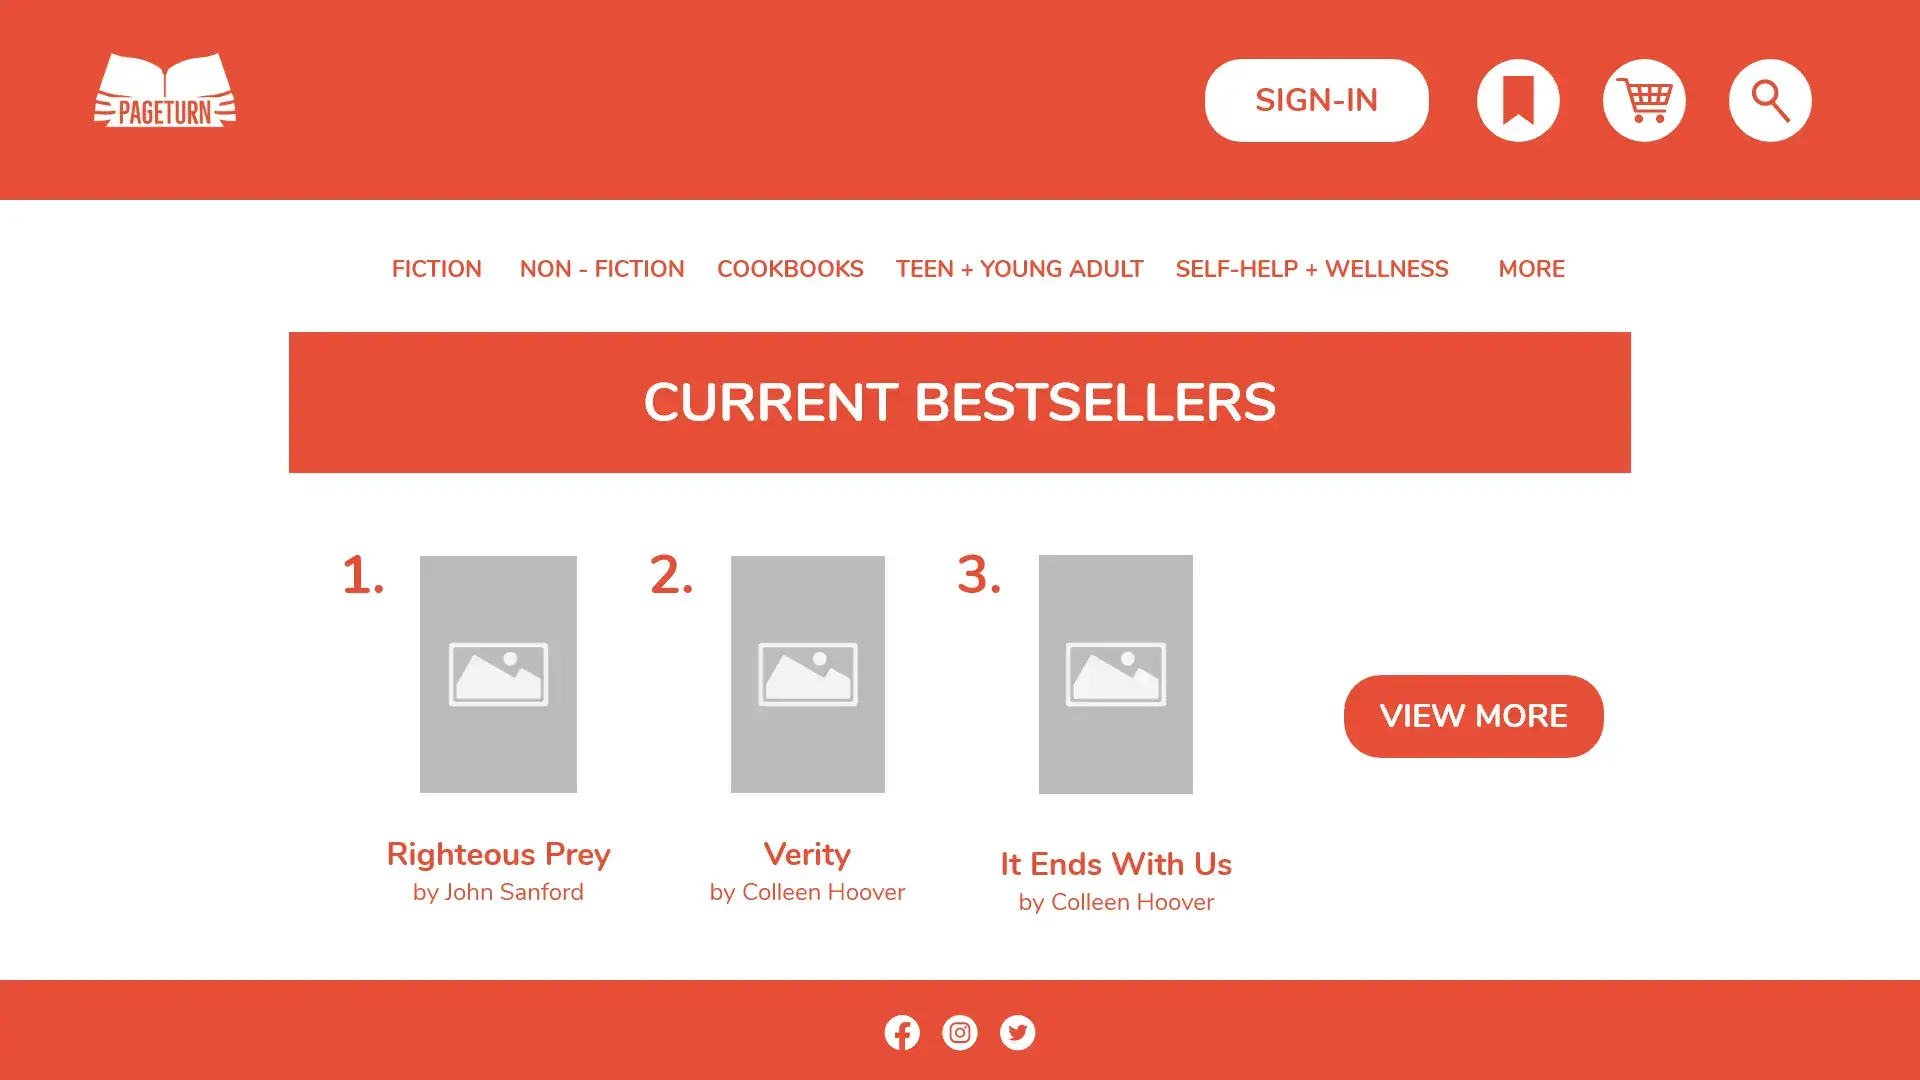 PAGETURN
SIGN-IN
FICTION NON - FICTION COOKBOOKS TEEN + YOUNG ADULT SELF-HELP + WELLNESS MORE
CURRENT BESTSELLERS
1.
2.
3.
VIEW MORE
Righteous Prey
by John Sanford
Verity
by Colleen Hoover
It Ends With Us
by Colleen Hoover